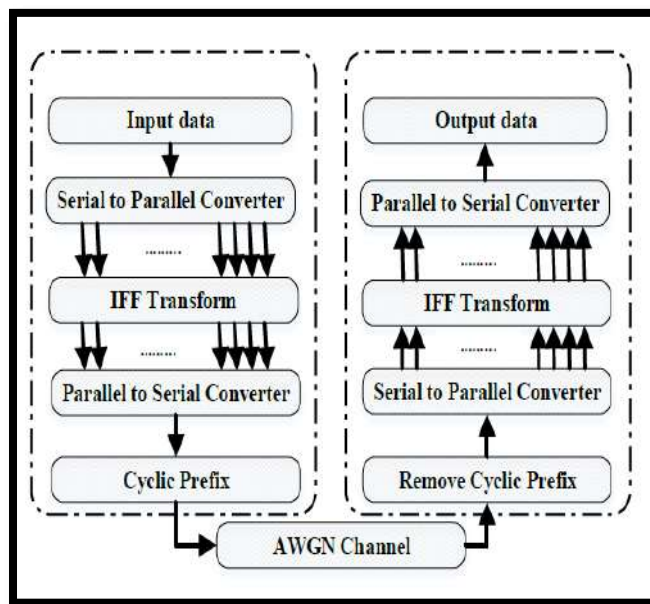 Input data
Serial to Parallel Converter
.........
IFF Transform
.........
Parallel to Serial Converter
Cyclic Prefix
AWGN Channel
Output data
Parallel to Serial Converter
.........
IFF Transform
.........
Serial to Parallel Converter
Remove Cyclic Prefix